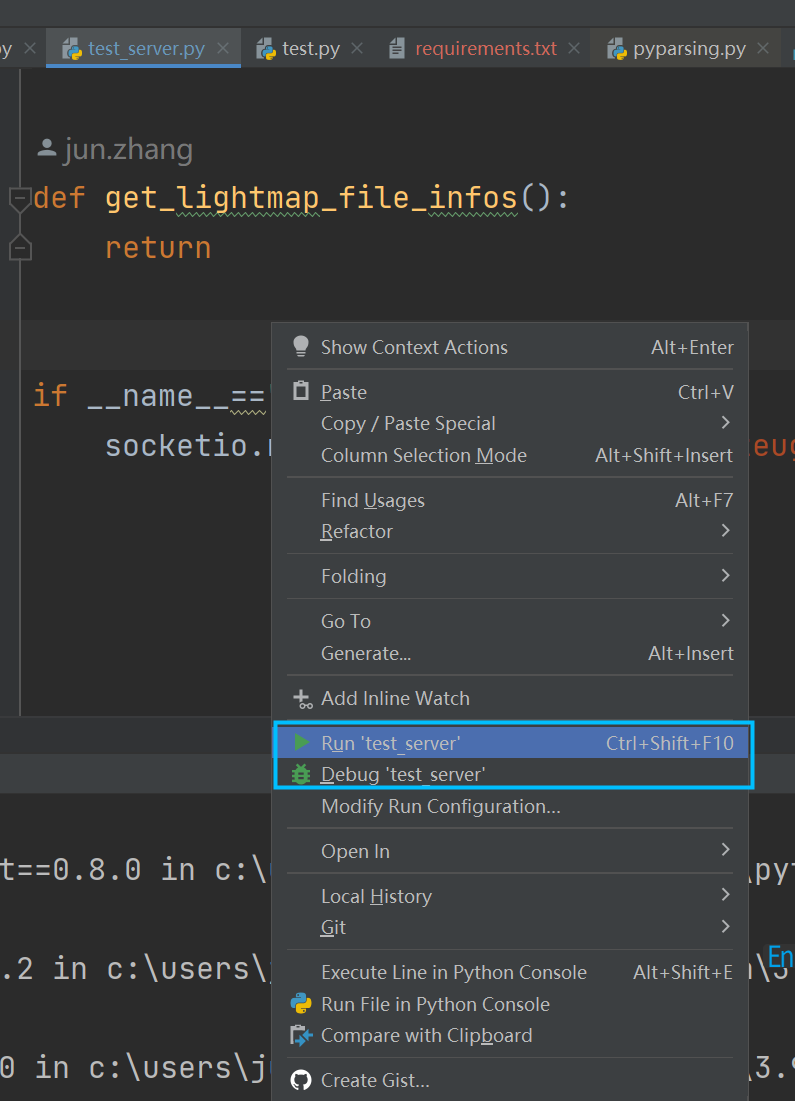 test_server.py test.py requirements.txt pyparsing.py
jun.zhang
def get_lightmap_file_infos():
return
Show Context Actions Alt+Enter
Paste Ctrl+V
if __name__==
Copy / Paste Special
socketio.
Column Selection Mode Alt+Shift+Insert
Find Usages Alt+F7
Refactor
Folding
Go To
Generate... Alt+Insert
Add Inline Watch
Run 'test_server' Ctrl+Shift+F10
Debug 'test_server'
Modify Run Configuration...
Open In
t==0.8.0 in c:\
Local History
Git
.2 in c:\users\
En
Execute Line in Python Console Alt+Shift+E
Run File in Python Console
Compare with Clipboard
0 in c:\users\j
\3.
Create Gist...